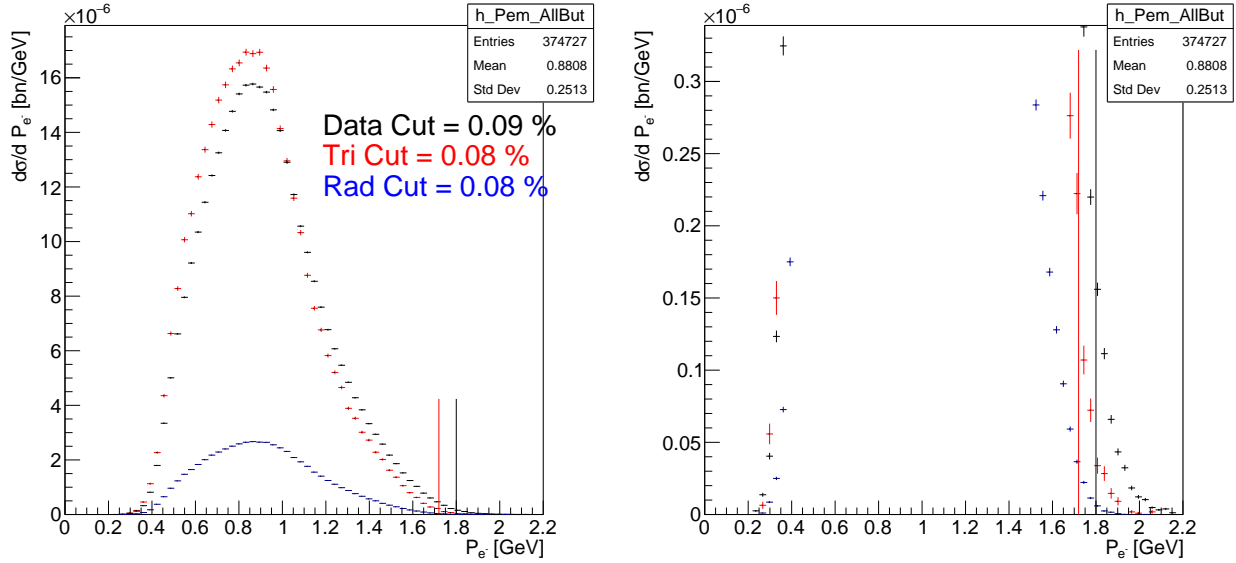 ×10⁻⁶
h_Pem_AllBut
Entries 374727
Mean 0.8808
Std Dev 0.2513
Data Cut = 0.09 %
Tri Cut = 0.08 %
Rad Cut = 0.08 %
dσ/d P_e⁻ [bn/GeV]
16
14
12
10
8
6
4
2
0
0 0.2 0.4 0.6 0.8 1 1.2 1.4 1.6 1.8 2 2.2
P_e⁻ [GeV]
×10⁻⁶
h_Pem_AllBut
Entries 374727
Mean 0.8808
Std Dev 0.2513
dσ/d P_e⁻ [bn/GeV]
0.3
0.25
0.2
0.15
0.1
0.05
0
0 0.2 0.4 0.6 0.8 1 1.2 1.4 1.6 1.8 2 2.2
P_e⁻ [GeV]